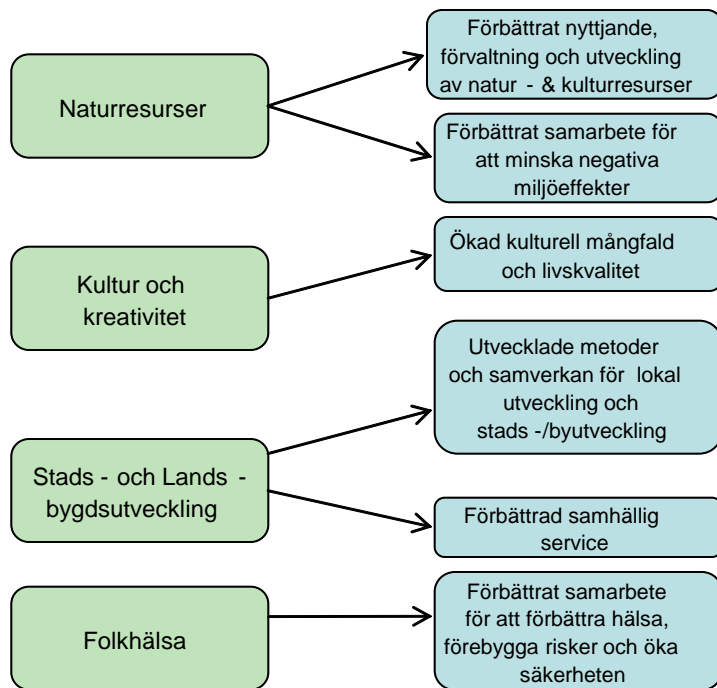 Naturresurser
Förbättrat nyttjande,
förvaltning och utveckling
av natur - & kulturresurser
Förbättrat samarbete för
att minska negativa
miljöeffekter
Kultur och
kreativitet
Ökad kulturell mångfald
och livskvalitet
Stads - och Lands -
bygdsutveckling
Utvecklade metoder
och samverkan för lokal
utveckling och
stads -/byutveckling
Förbättrad samhällig
service
Folkhälsa
Förbättrat samarbete
för att förbättra hälsa,
förebygga risker och öka
säkerheten